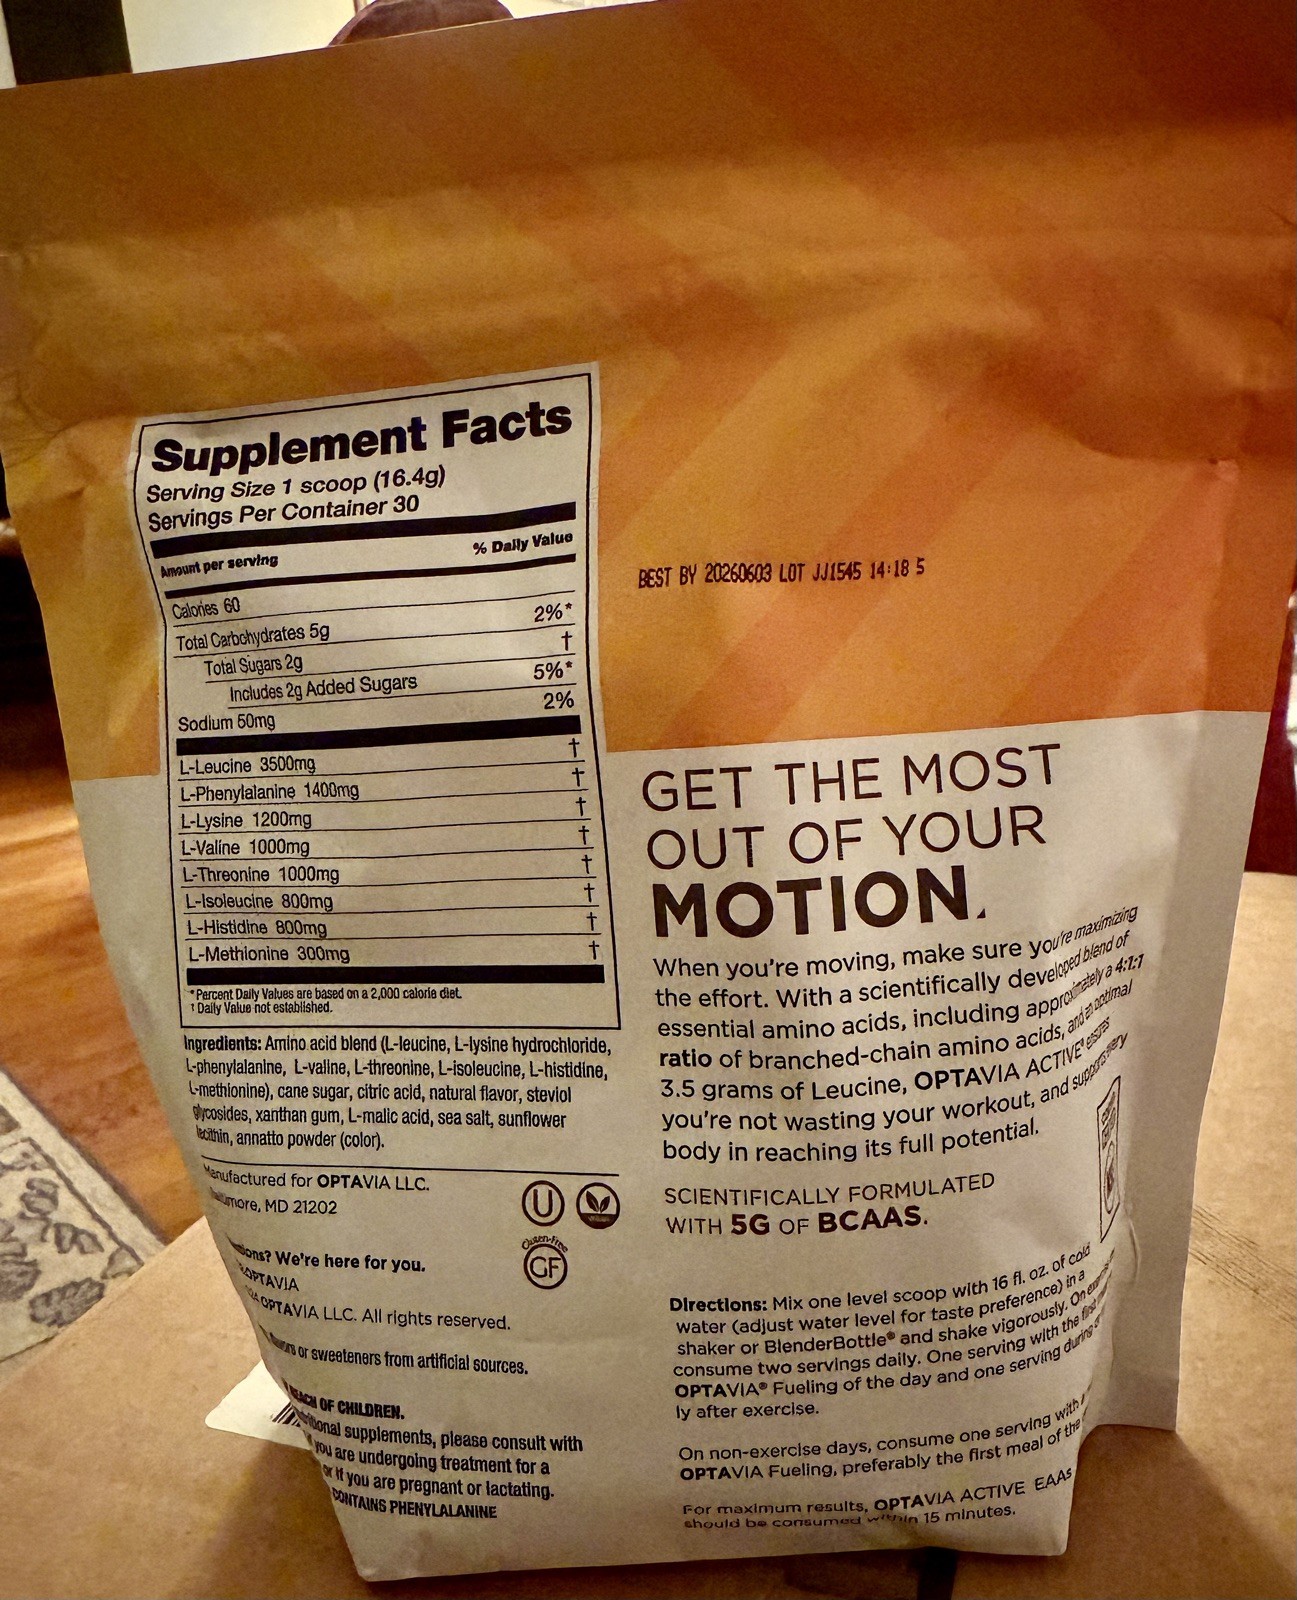 Supplement Facts
Serving Size 1 scoop (16.4g)
Servings Per Container 30
Amount per serving % Daily Value
Calories 60
Total Carbohydrates 5g 2%*
Total Sugars 2g †
Includes 2g Added Sugars 5%*
Sodium 50mg 2%
L-Leucine 3500mg †
L-Phenylalanine 1400mg †
L-Lysine 1200mg †
L-Valine 1000mg †
L-Threonine 1000mg †
L-Isoleucine 800mg †
L-Histidine 800mg †
L-Methionine 300mg †
*Percent Daily Values are based on a 2,000 calorie diet.
† Daily Value not established.
Ingredients: Amino acid blend (L-leucine, L-lysine hydrochloride,
L-phenylalanine, L-valine, L-threonine, L-isoleucine, L-histidine,
L-methionine), cane sugar, citric acid, natural flavor, steviol
glycosides, xanthan gum, L-malic acid, sea salt, sunflower
lecithin, annatto powder (color).
Manufactured for OPTAVIA LLC.
MD 21202
We're here for you.
OPTAVIA
OPTAVIA LLC. All rights reserved.
or sweeteners from artificial sources.
REACH OF CHILDREN.
supplements, please consult with
you are undergoing treatment for a
or if you are pregnant or lactating.
CONTAINS PHENYLALANINE
U
Gluten-Free
GF
BEST BY 20260603 LOT JJ1545 14:18 5
GET THE MOST
OUT OF YOUR
MOTION.
When you're moving, make sure you're maximizing
the effort. With a scientifically developed blend of
essential amino acids, including approximately a 4:1:1
ratio of branched-chain amino acids, and an optimal
3.5 grams of Leucine, OPTAVIA ACTIVE® ensures
you're not wasting your workout, and supports every
body in reaching its full potential.
SCIENTIFICALLY FORMULATED
WITH 5G OF BCAAS.
Directions: Mix one level scoop with 16 fl. oz. of cold
water (adjust water level for taste preference) in a
shaker or BlenderBottle® and shake vigorously. On
consume two servings daily. One serving with the first
OPTAVIA® Fueling of the day and one serving during or
ly after exercise.
On non-exercise days, consume one serving with
OPTAVIA Fueling, preferably the first meal of the
For maximum results, OPTAVIA ACTIVE EAAs
should be consumed within 15 minutes.